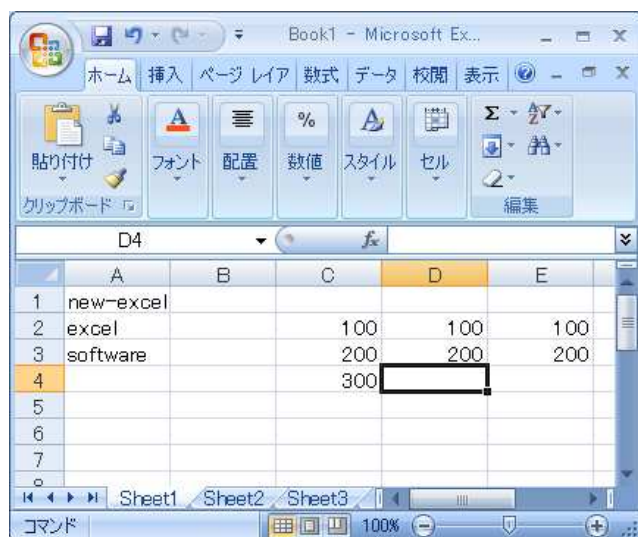 Book1 - Microsoft Ex...
ホーム 挿入 ページ レイア 数式 データ 校閲 表示
貼り付け フォント 配置 数値 スタイル セル
クリップボード 編集
D4 fx
A B C D E
1 new-excel
2 excel 100 100 100
3 software 200 200 200
4 300
5
6
7
Sheet1 Sheet2 Sheet3
コマンド 100%